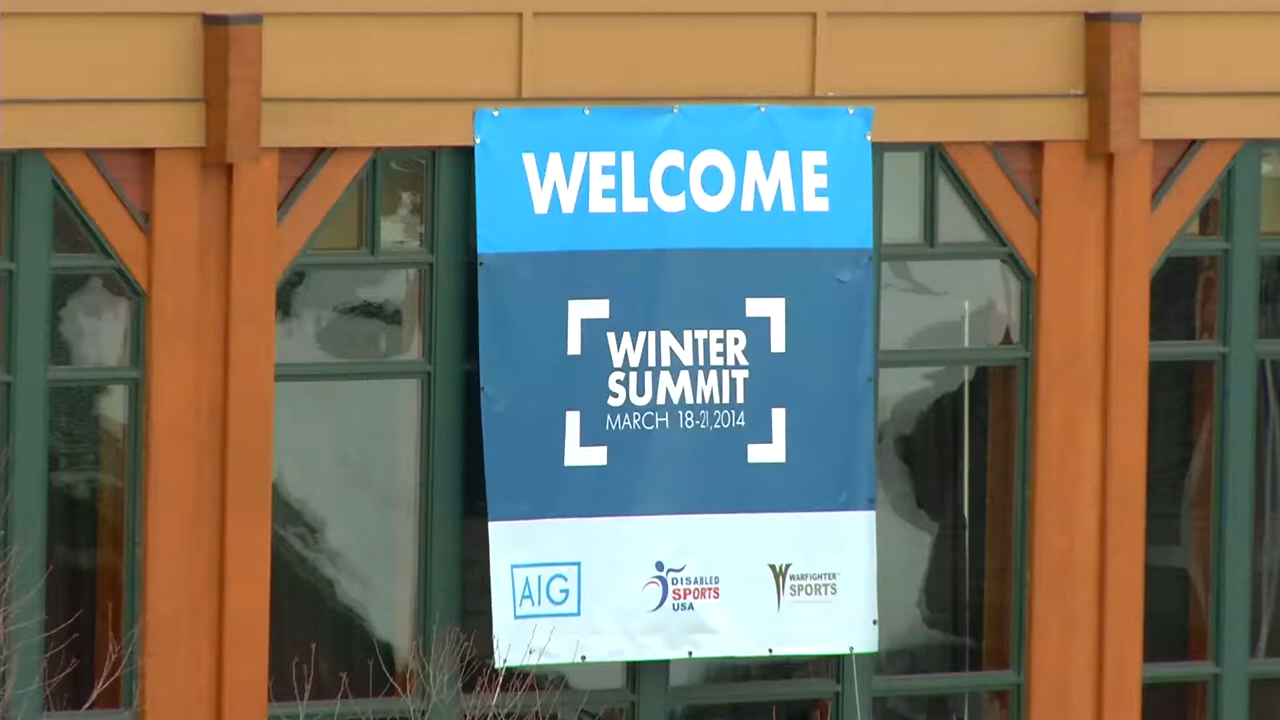 WELCOME
WINTER
SUMMIT
MARCH 18-21, 2014
AIG
DISABLED
SPORTS
USA
WARFIGHTER
SPORTS